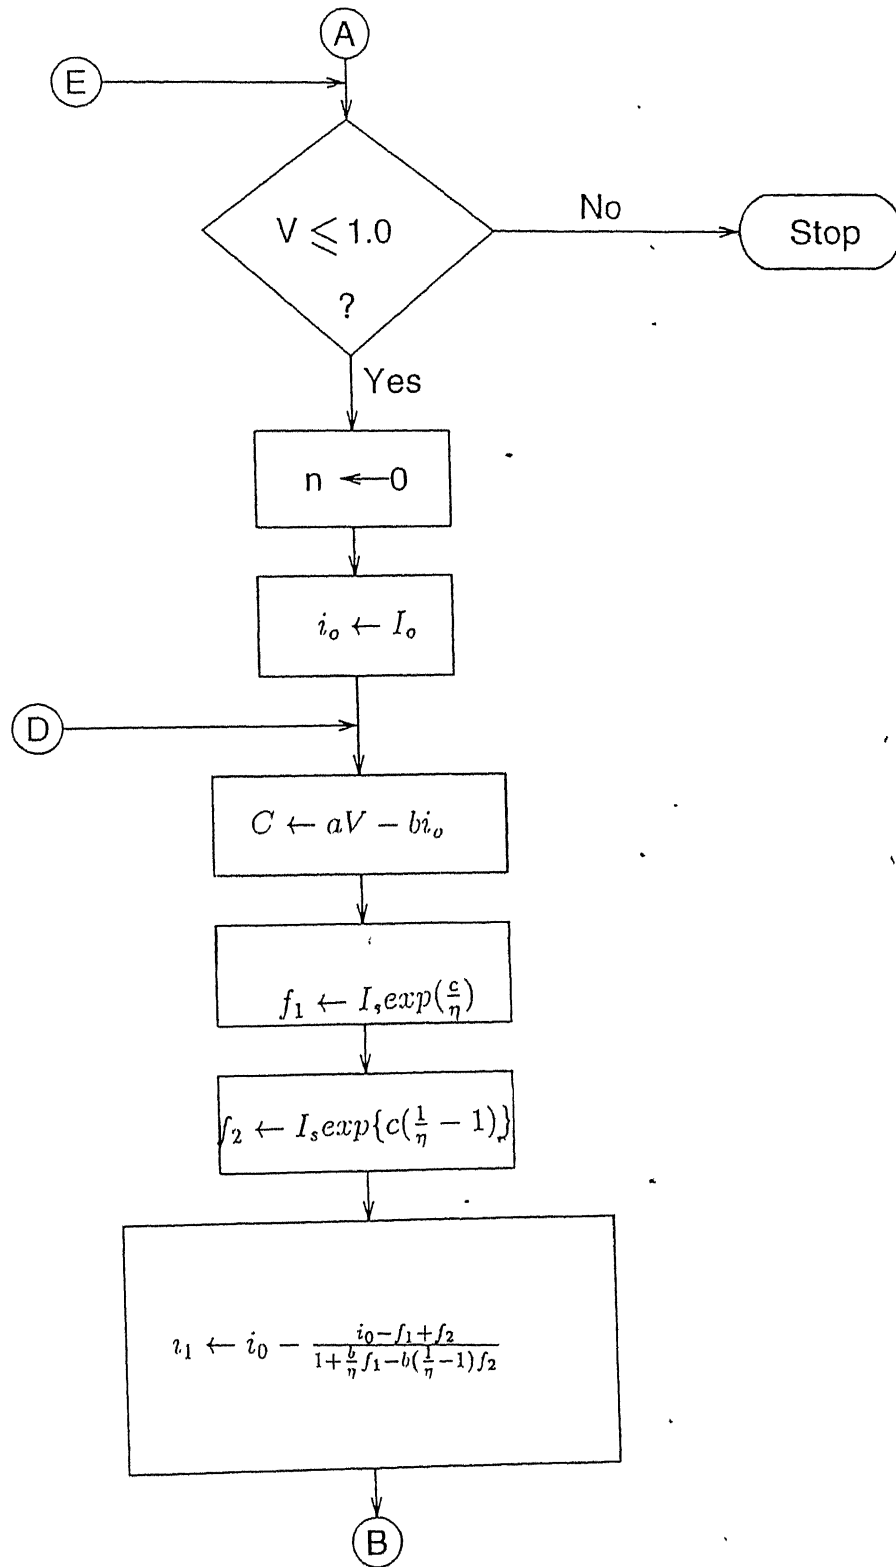 A
E
V ⩽ 1.0
?
No
Stop
Yes
n ← 0
i_o ← I_o
D
C ← aV − bi_o
f_1 ← I_s exp(c/η)
f_2 ← I_s exp{c(1/η − 1)}
i_1 ← i_0 − (i_0 − f_1 + f_2)/(1 + (b/η)f_1 − b(1/η − 1)f_2)
B